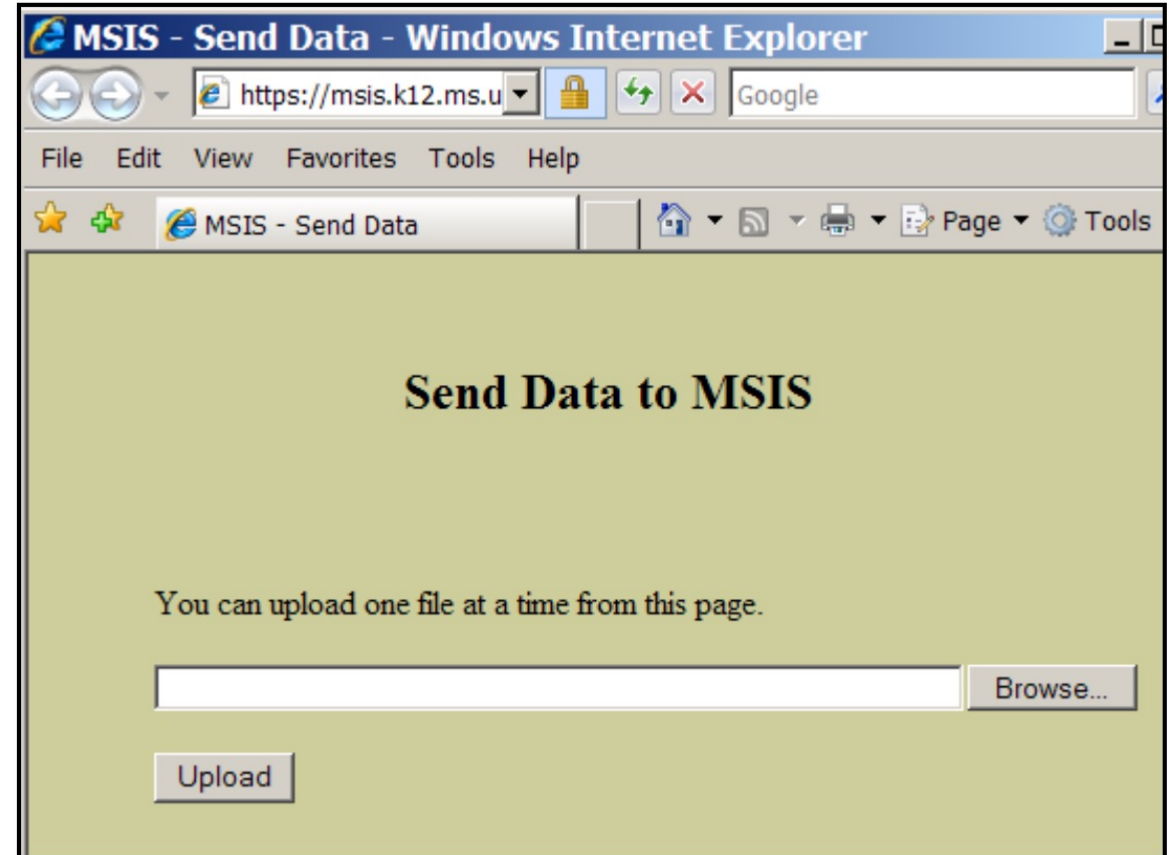 MSIS - Send Data - Windows Internet Explorer
https://msis.k12.ms.u Google
File Edit View Favorites Tools Help
MSIS - Send Data Page Tools
Send Data to MSIS
You can upload one file at a time from this page.
Browse...
Upload